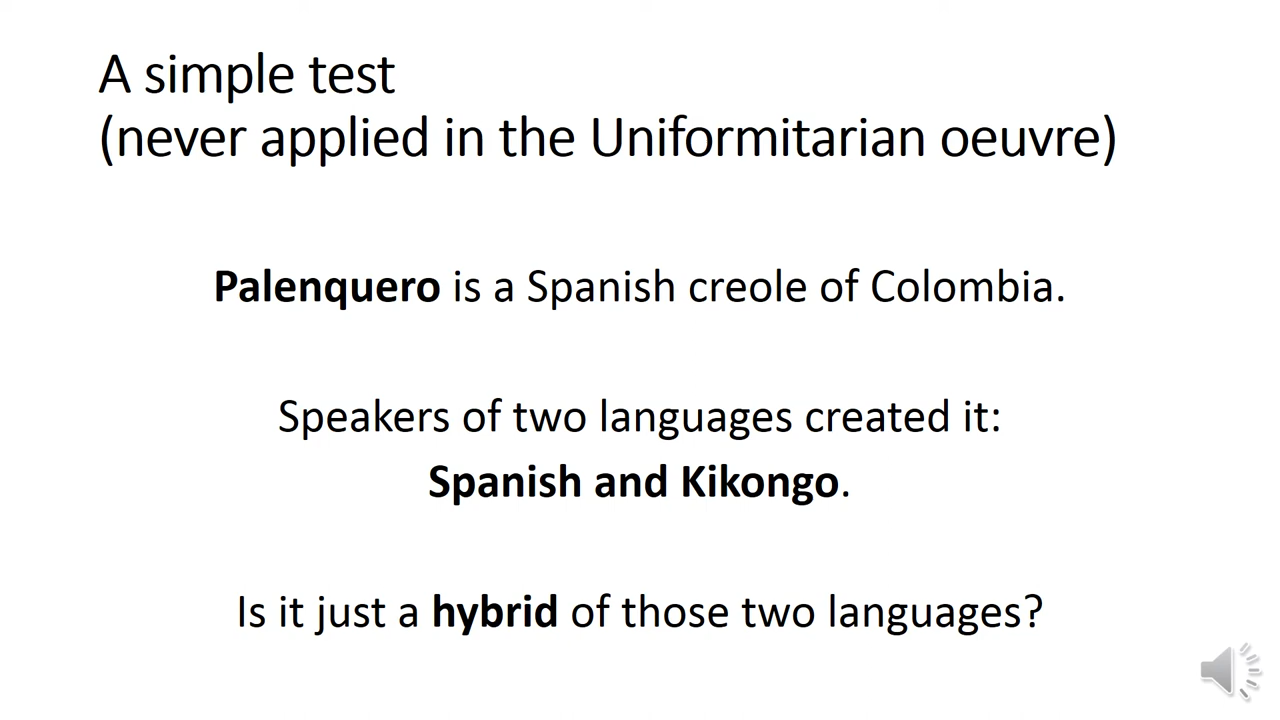 A simple test
(never applied in the Uniformitarian oeuvre)
Palenquero is a Spanish creole of Colombia.
Speakers of two languages created it:
Spanish and Kikongo.
Is it just a hybrid of those two languages?